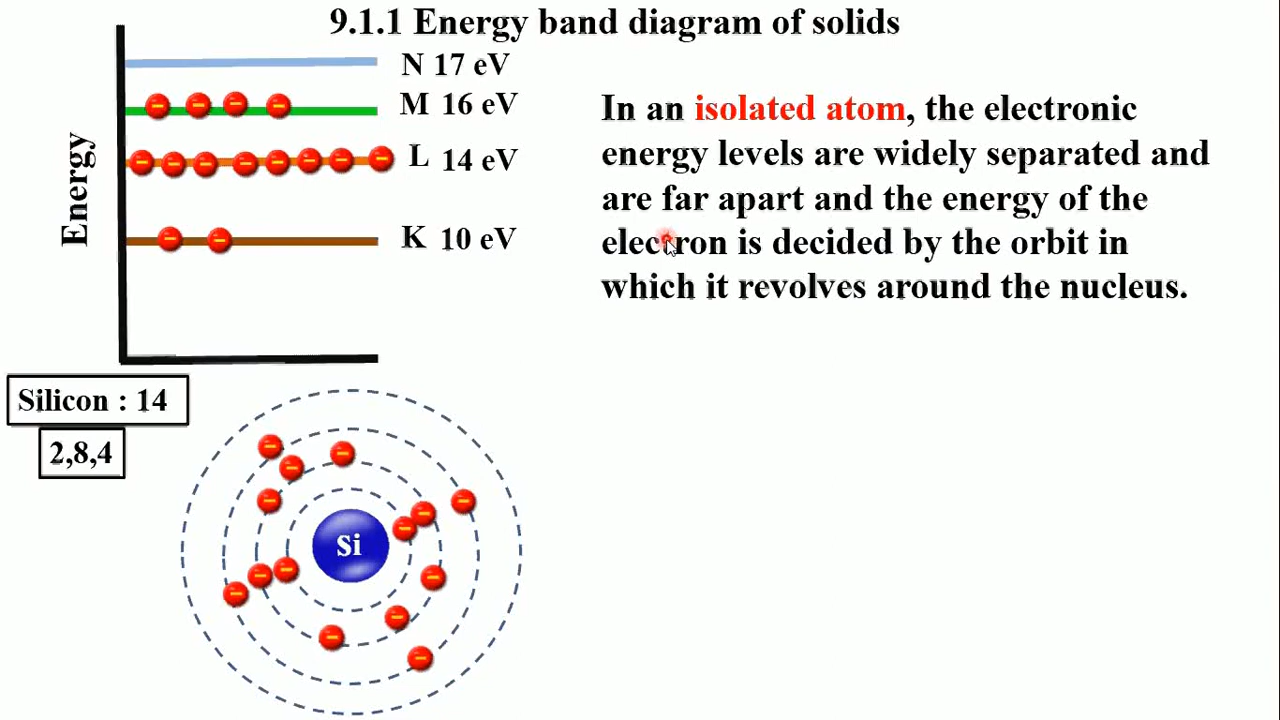 9.1.1 Energy band diagram of solids
N 17 eV
M 16 eV
L 14 eV
K 10 eV
Energy
In an isolated atom, the electronic
energy levels are widely separated and
are far apart and the energy of the
electron is decided by the orbit in
which it revolves around the nucleus.
Silicon : 14
2,8,4
Si